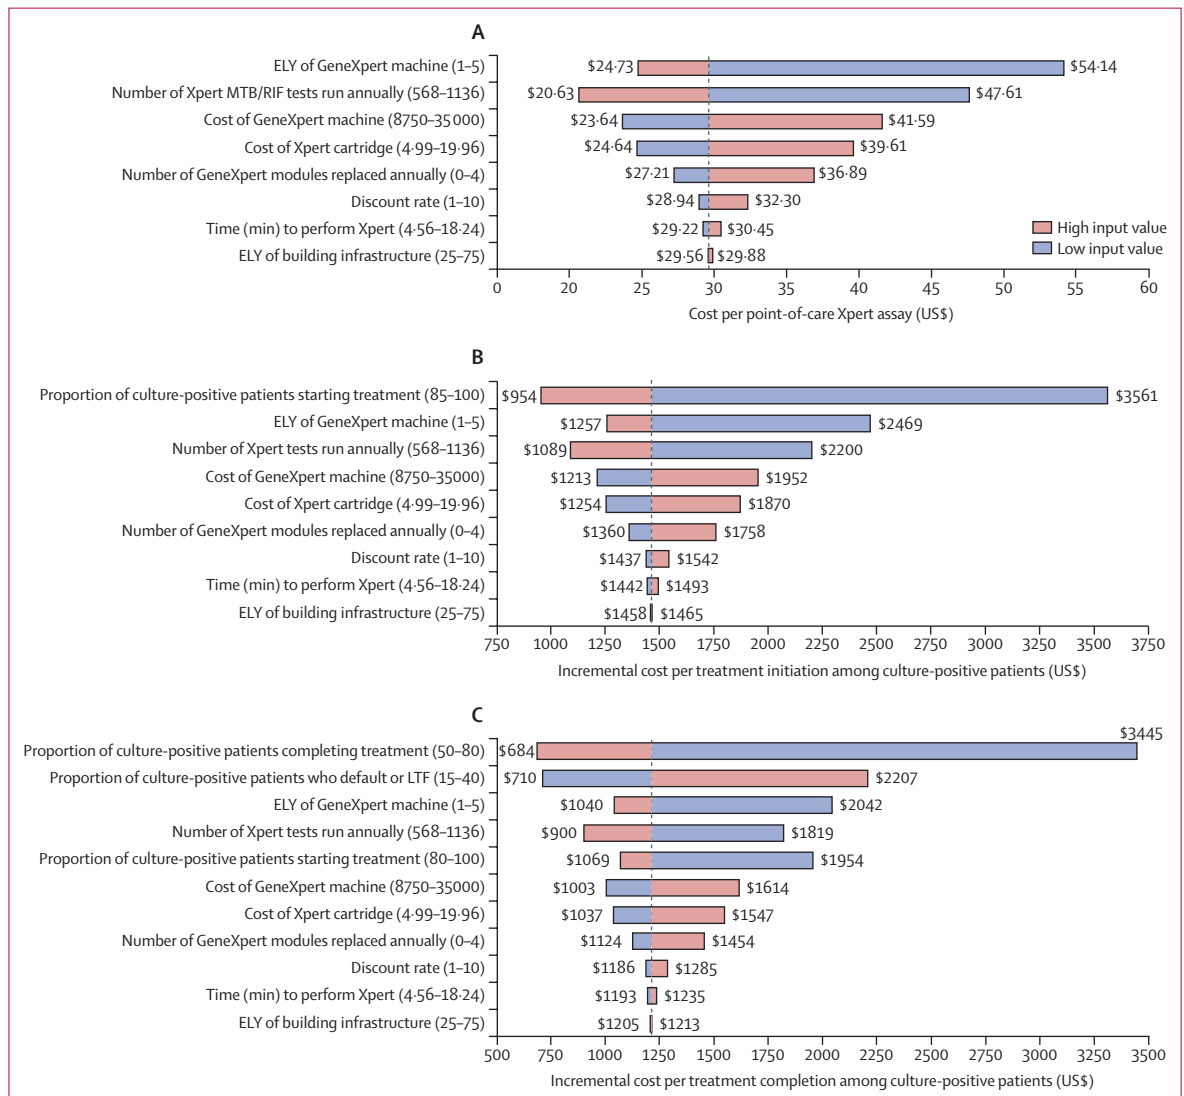 A
ELY of GeneXpert machine (1–5) $24·73 $54·14
Number of Xpert MTB/RIF tests run annually (568–1136) $20·63 $47·61
Cost of GeneXpert machine (8750–35 000) $23·64 $41·59
Cost of Xpert cartridge (4·99–19·96) $24·64 $39·61
Number of GeneXpert modules replaced annually (0–4) $27·21 $36·89
Discount rate (1–10) $28·94 $32·30
Time (min) to perform Xpert (4·56–18·24) $29·22 $30·45
High input value
ELY of building infrastructure (25–75) $29·56 $29·88
Low input value
0 20 25 30 35 40 45 50 55 60
Cost per point-of-care Xpert assay (US$)
B
Proportion of culture-positive patients starting treatment (85–100) $954 $3561
ELY of GeneXpert machine (1–5) $1257 $2469
Number of Xpert tests run annually (568–1136) $1089 $2200
Cost of GeneXpert machine (8750–35000) $1213 $1952
Cost of Xpert cartridge (4·99–19·96) $1254 $1870
Number of GeneXpert modules replaced annually (0–4) $1360 $1758
Discount rate (1–10) $1437 $1542
Time (min) to perform Xpert (4·56–18·24) $1442 $1493
ELY of building infrastructure (25–75) $1458 $1465
750 1000 1250 1500 1750 2000 2250 2500 2750 3000 3250 3500 3750
Incremental cost per treatment initiation among culture-positive patients (US$)
C
Proportion of culture-positive patients completing treatment (50–80) $684 $3445
Proportion of culture-positive patients who default or LTF (15–40) $710 $2207
ELY of GeneXpert machine (1–5) $1040 $2042
Number of Xpert tests run annually (568–1136) $900 $1819
Proportion of culture-positive patients starting treatment (80–100) $1069 $1954
Cost of GeneXpert machine (8750–35000) $1003 $1614
Cost of Xpert cartridge (4·99–19·96) $1037 $1547
Number of GeneXpert modules replaced annually (0–4) $1124 $1454
Discount rate (1–10) $1186 $1285
Time (min) to perform Xpert (4·56–18·24) $1193 $1235
ELY of building infrastructure (25–75) $1205 $1213
500 750 1000 1250 1500 1750 2000 2250 2500 2750 3000 3250 3500
Incremental cost per treatment completion among culture-positive patients (US$)